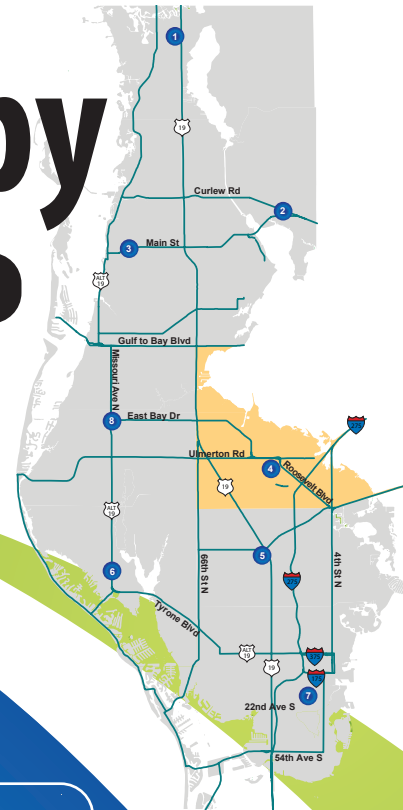 by
1
19
Curlew Rd
2
3
Main St
ALT
19
Gulf to Bay Blvd
Missouri Ave N
8
East Bay Dr
275
Ulmerton Rd
4
Roosevelt Blvd
19
ALT
19
5
66th St N
4th St N
6
275
Tyrone Blvd
ALT
19
375
19
175
7
22nd Ave S
54th Ave S